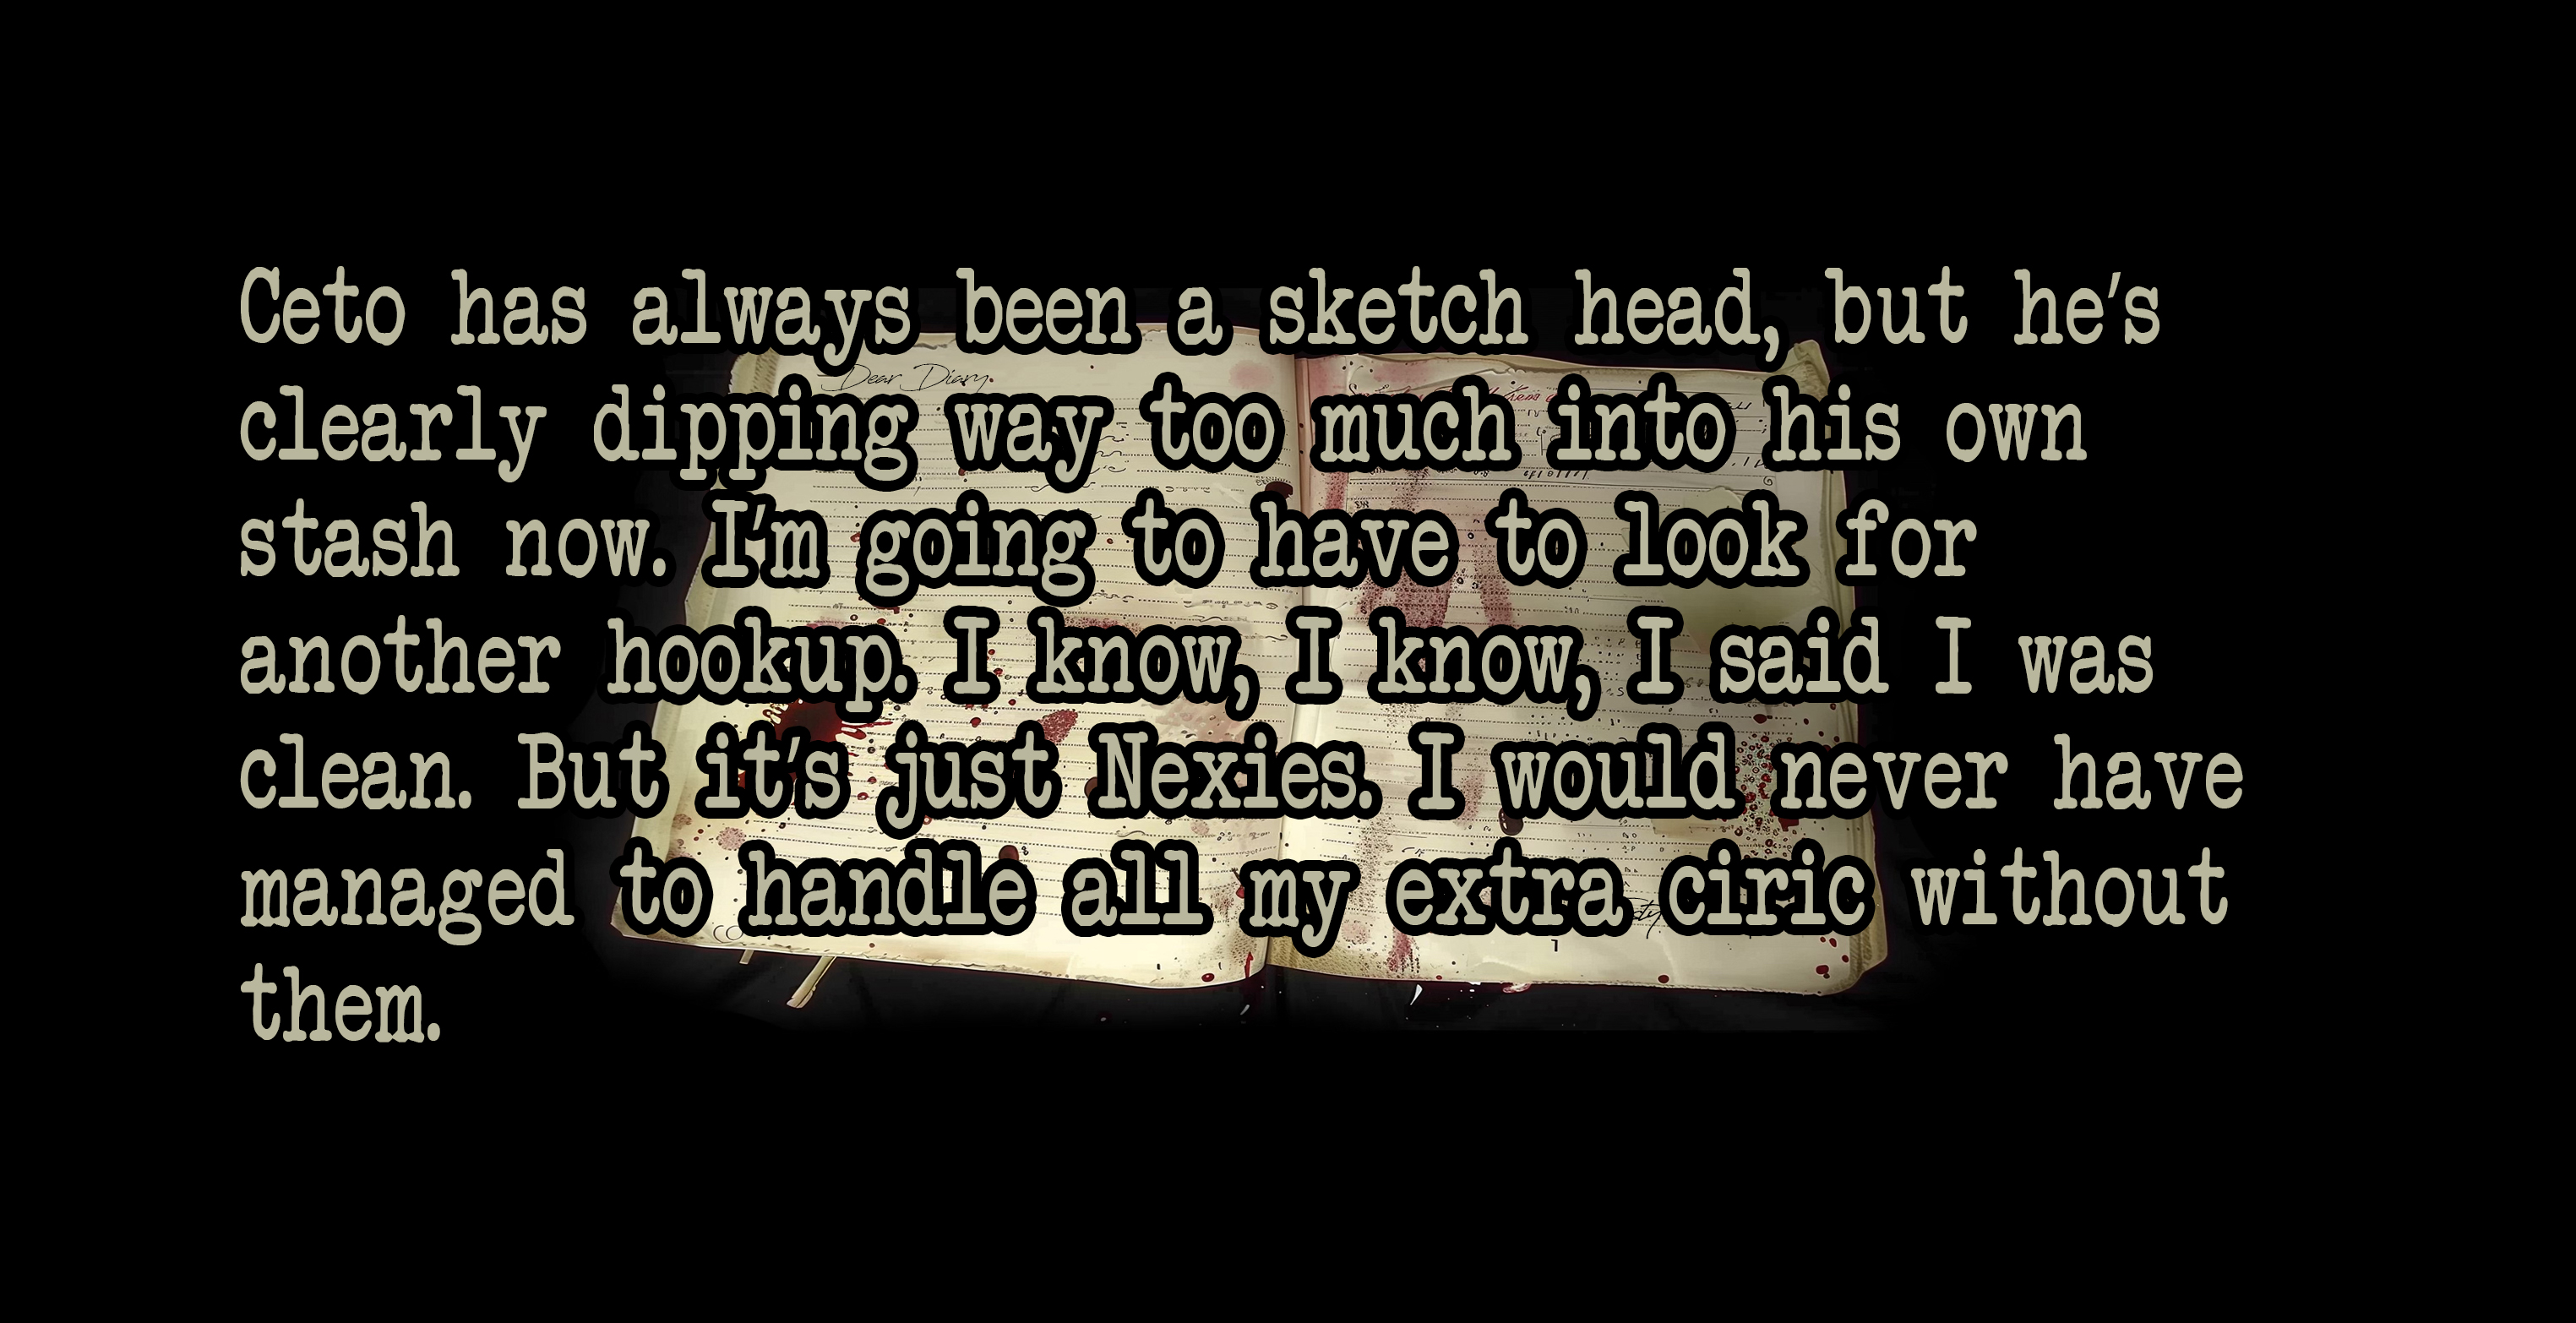 Ceto has always been a sketch head, but he's
Dear Diary
clearly dipping way too much into his own
stash now. I'm going to have to look for
another hookup. I know, I know, I said I was
clean. But it's just Nexies. I would never have
managed to handle all my extra ciric without
them.